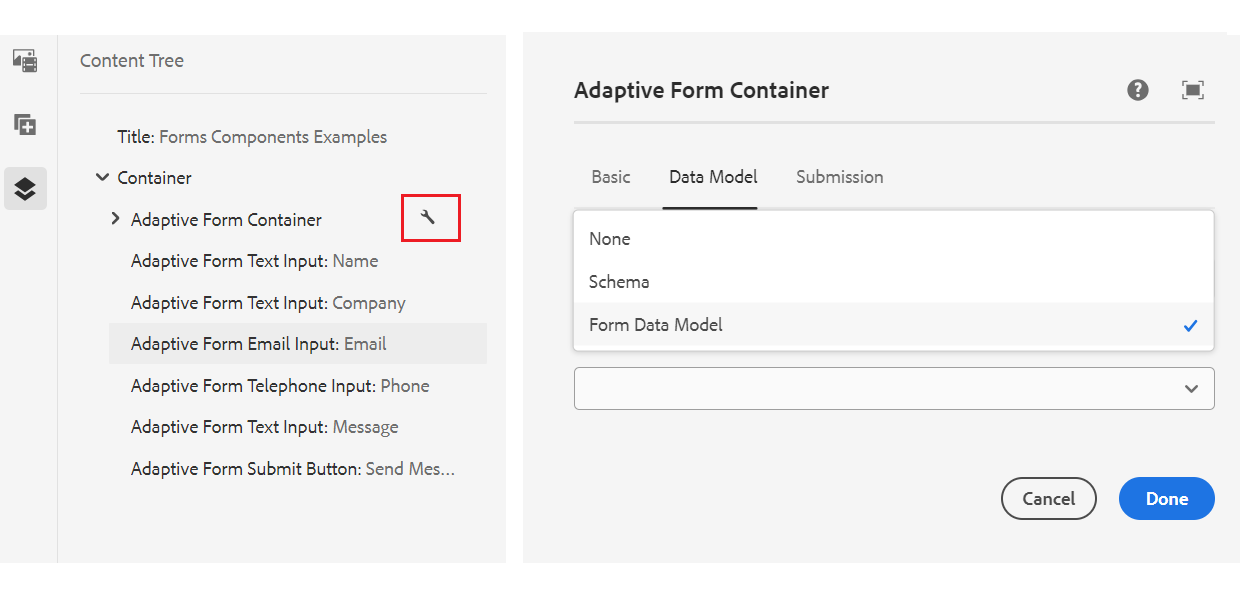 Content Tree
Title: Forms Components Examples
Container
Adaptive Form Container
Adaptive Form Text Input: Name
Adaptive Form Text Input: Company
Adaptive Form Email Input: Email
Adaptive Form Telephone Input: Phone
Adaptive Form Text Input: Message
Adaptive Form Submit Button: Send Mes...
Adaptive Form Container
?
Basic Data Model Submission
None
Schema
Form Data Model
Cancel Done